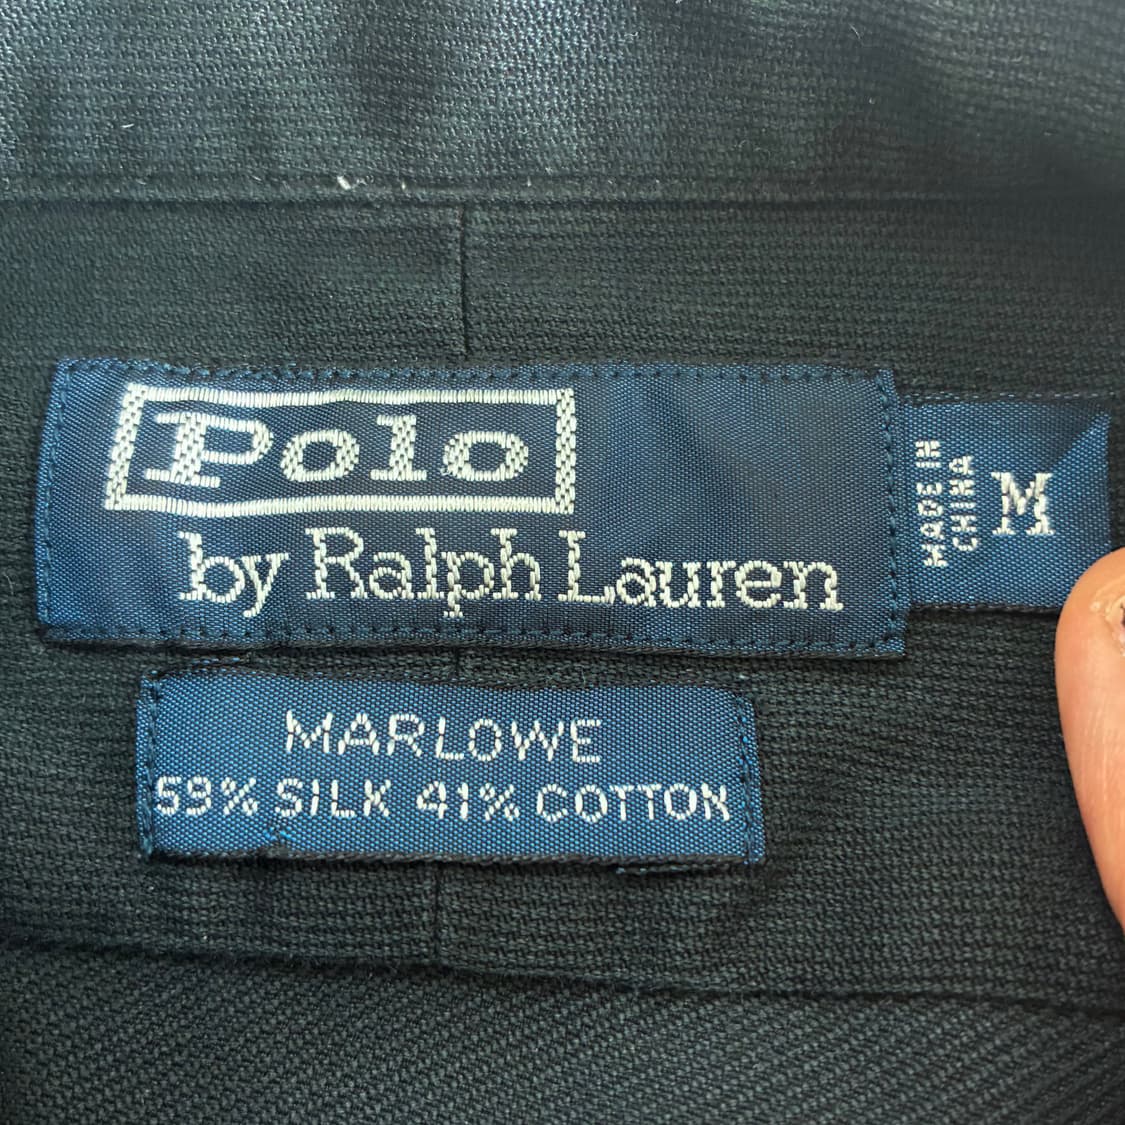 Polo
by Ralph Lauren
MADE IN
CHINA
M
MARLOWE
59% SILK 41% COTTON